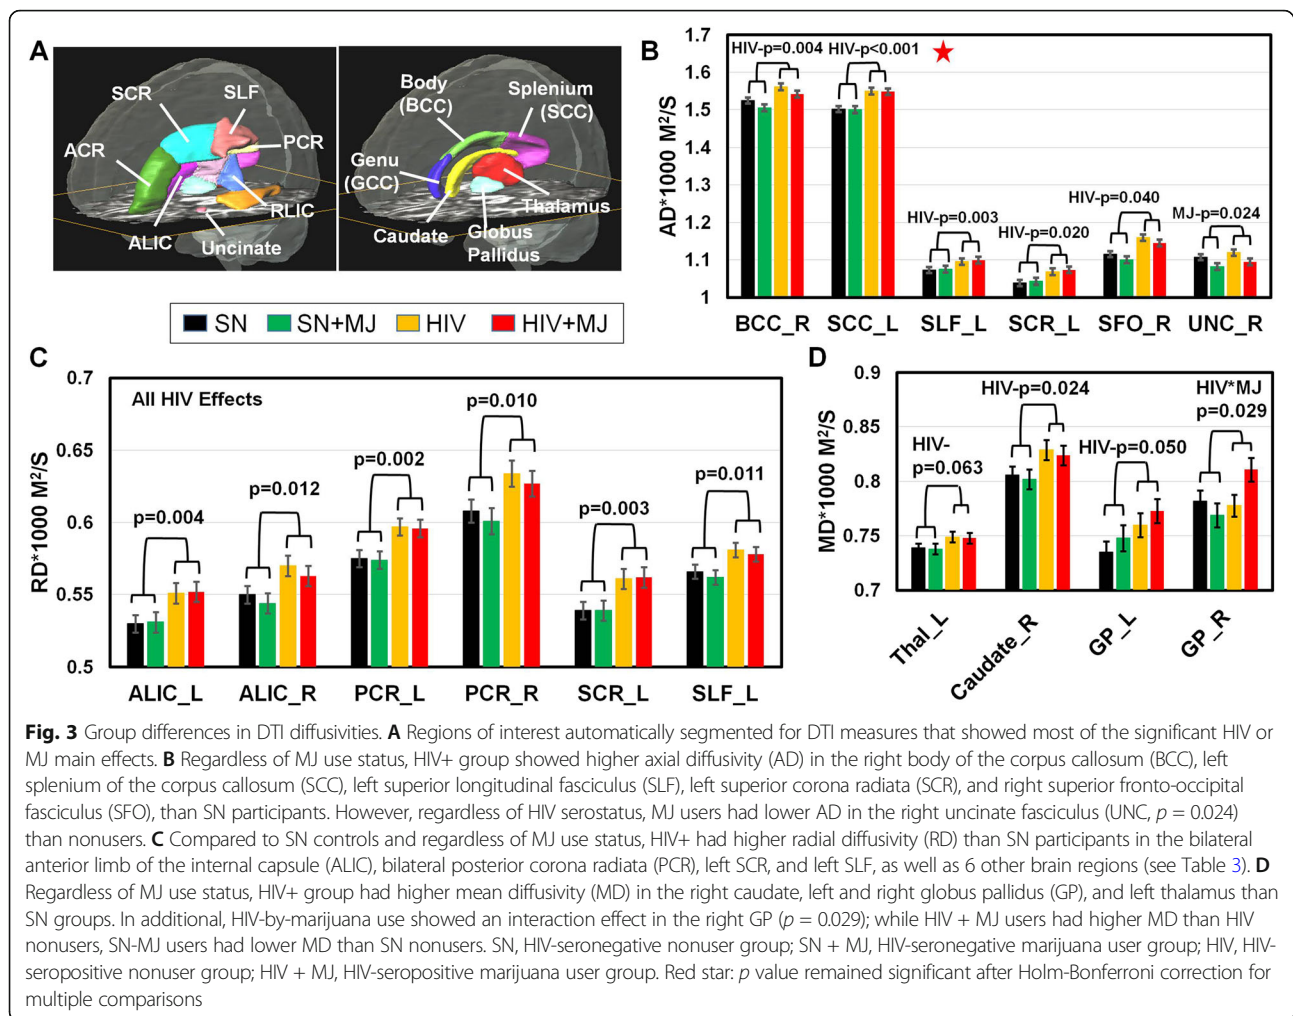 A
SCR
SLF
ACR
PCR
RLIC
ALIC
Uncinate
Body
(BCC)
Splenium
(SCC)
Genu
(GCC)
Thalamus
Caudate
Globus
Pallidus
SN
SN+MJ
HIV
HIV+MJ
B
AD*1000 M²/S
1.7
1.6
1.5
1.4
1.3
1.2
1.1
1
HIV-p=0.004
HIV-p<0.001
HIV-p=0.003
HIV-p=0.020
HIV-p=0.040
MJ-p=0.024
BCC_R
SCC_L
SLF_L
SCR_L
SFO_R
UNC_R
C
RD*1000 M²/S
0.7
0.65
0.6
0.55
0.5
All HIV Effects
p=0.004
p=0.012
p=0.002
p=0.010
p=0.003
p=0.011
ALIC_L
ALIC_R
PCR_L
PCR_R
SCR_L
SLF_L
D
MD*1000 M²/S
0.9
0.85
0.8
0.75
0.7
HIV-
p=0.063
HIV-p=0.024
HIV-p=0.050
HIV*MJ
p=0.029
Thal_L
Caudate_R
GP_L
GP_R
Fig. 3 Group differences in DTI diffusivities. A Regions of interest automatically segmented for DTI measures that showed most of the significant HIV or
MJ main effects. B Regardless of MJ use status, HIV+ group showed higher axial diffusivity (AD) in the right body of the corpus callosum (BCC), left
splenium of the corpus callosum (SCC), left superior longitudinal fasciculus (SLF), left superior corona radiata (SCR), and right superior fronto-occipital
fasciculus (SFO), than SN participants. However, regardless of HIV serostatus, MJ users had lower AD in the right uncinate fasciculus (UNC, p = 0.024)
than nonusers. C Compared to SN controls and regardless of MJ use status, HIV+ had higher radial diffusivity (RD) than SN participants in the bilateral
anterior limb of the internal capsule (ALIC), bilateral posterior corona radiata (PCR), left SCR, and left SLF, as well as 6 other brain regions (see Table 3). D
Regardless of MJ use status, HIV+ group had higher mean diffusivity (MD) in the right caudate, left and right globus pallidus (GP), and left thalamus than
SN groups. In additional, HIV-by-marijuana use showed an interaction effect in the right GP (p = 0.029); while HIV + MJ users had higher MD than HIV
nonusers, SN-MJ users had lower MD than SN nonusers. SN, HIV-seronegative nonuser group; SN + MJ, HIV-seronegative marijuana user group; HIV, HIV-
seropositive nonuser group; HIV + MJ, HIV-seropositive marijuana user group. Red star: p value remained significant after Holm-Bonferroni correction for
multiple comparisons